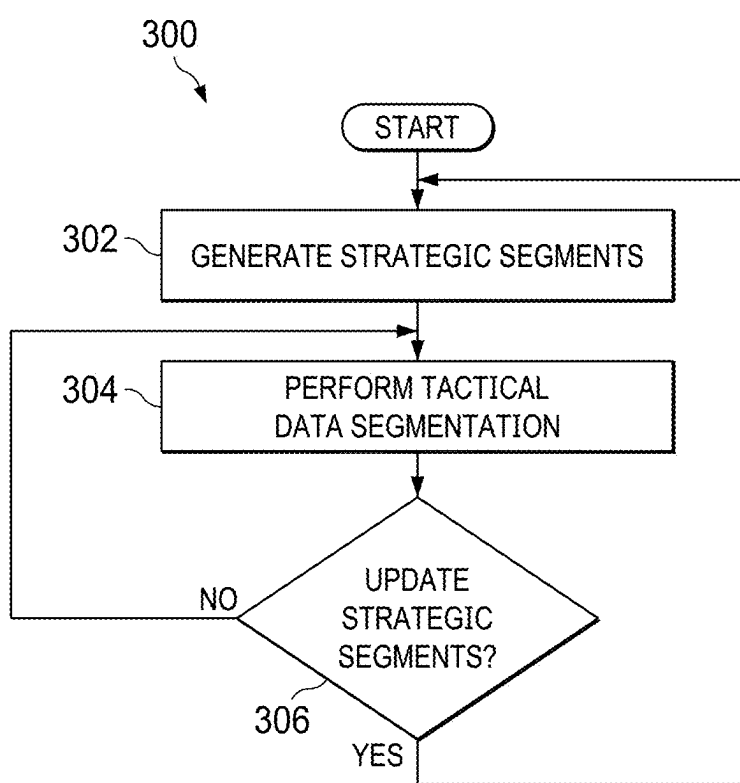 300
START
302
GENERATE STRATEGIC SEGMENTS
304
PERFORM TACTICAL
DATA SEGMENTATION
UPDATE
STRATEGIC
SEGMENTS?
NO
306
YES